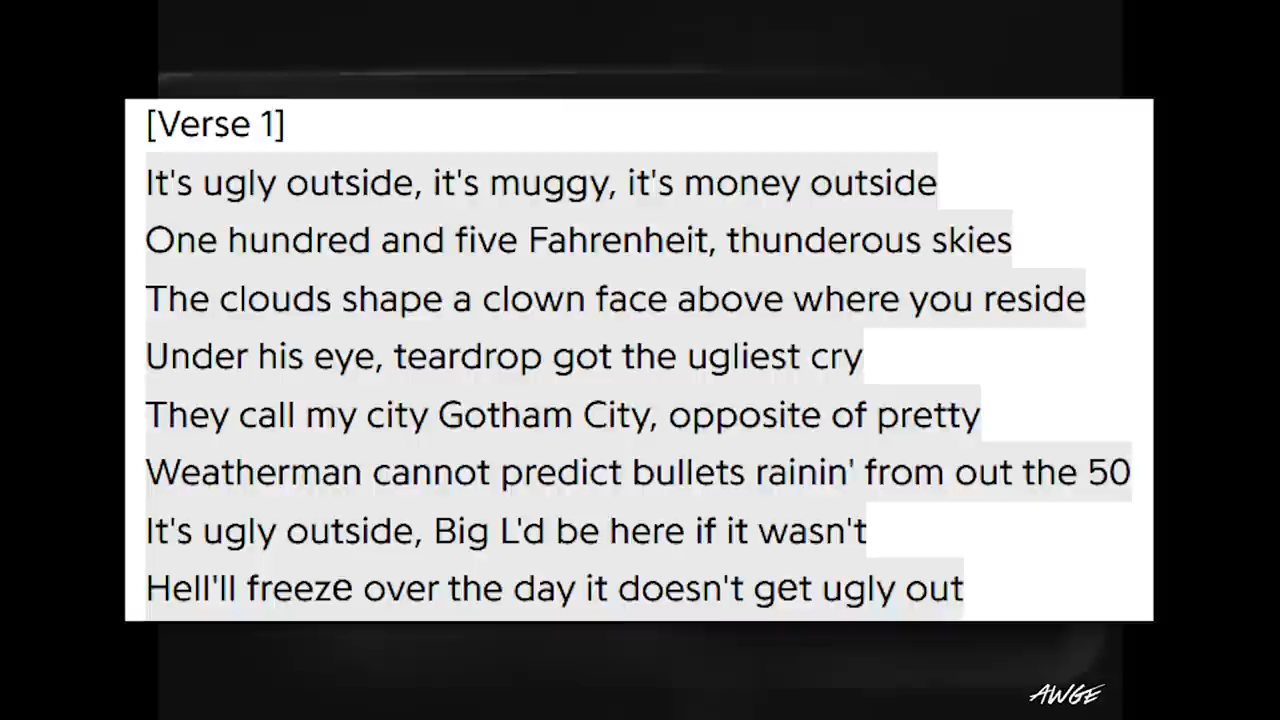 [Verse 1]
It's ugly outside, it's muggy, it's money outside
One hundred and five Fahrenheit, thunderous skies
The clouds shape a clown face above where you reside
Under his eye, teardrop got the ugliest cry
They call my city Gotham City, opposite of pretty
Weatherman cannot predict bullets rainin' from out the 50
It's ugly outside, Big L'd be here if it wasn't
Hell'll freeze over the day it doesn't get ugly out
AWGE